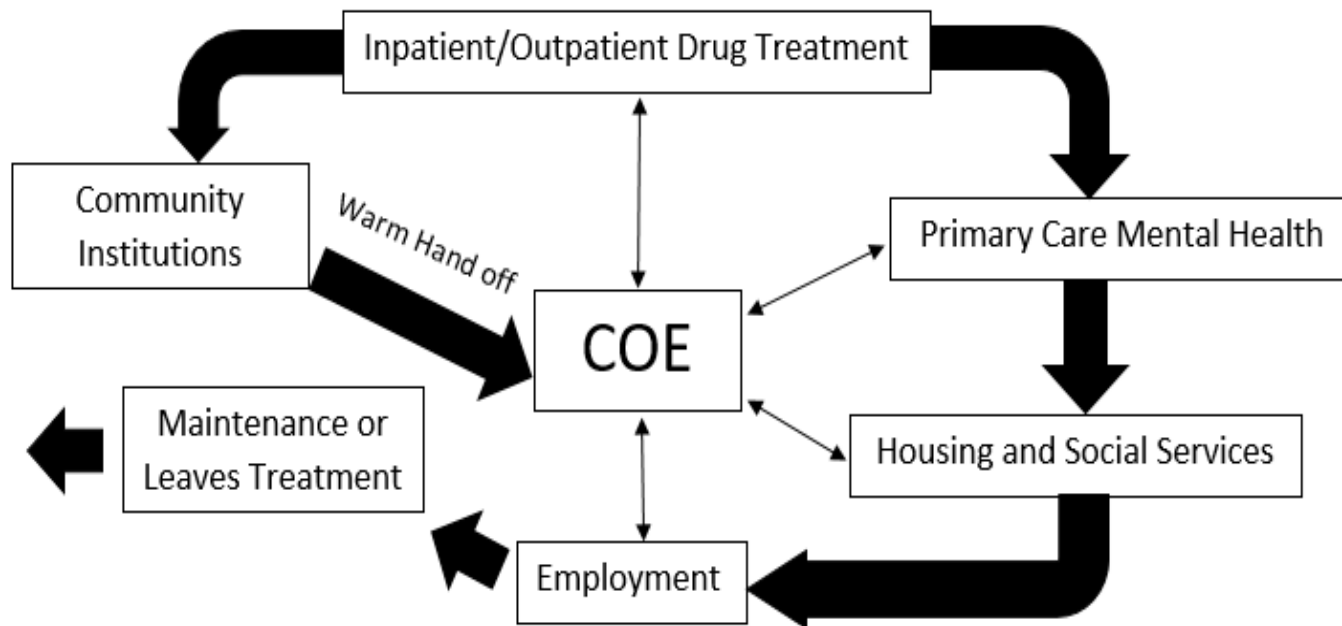 Inpatient/Outpatient Drug Treatment
Community
Institutions
Warm Hand off
Primary Care Mental Health
COE
Maintenance or
Leaves Treatment
Housing and Social Services
Employment